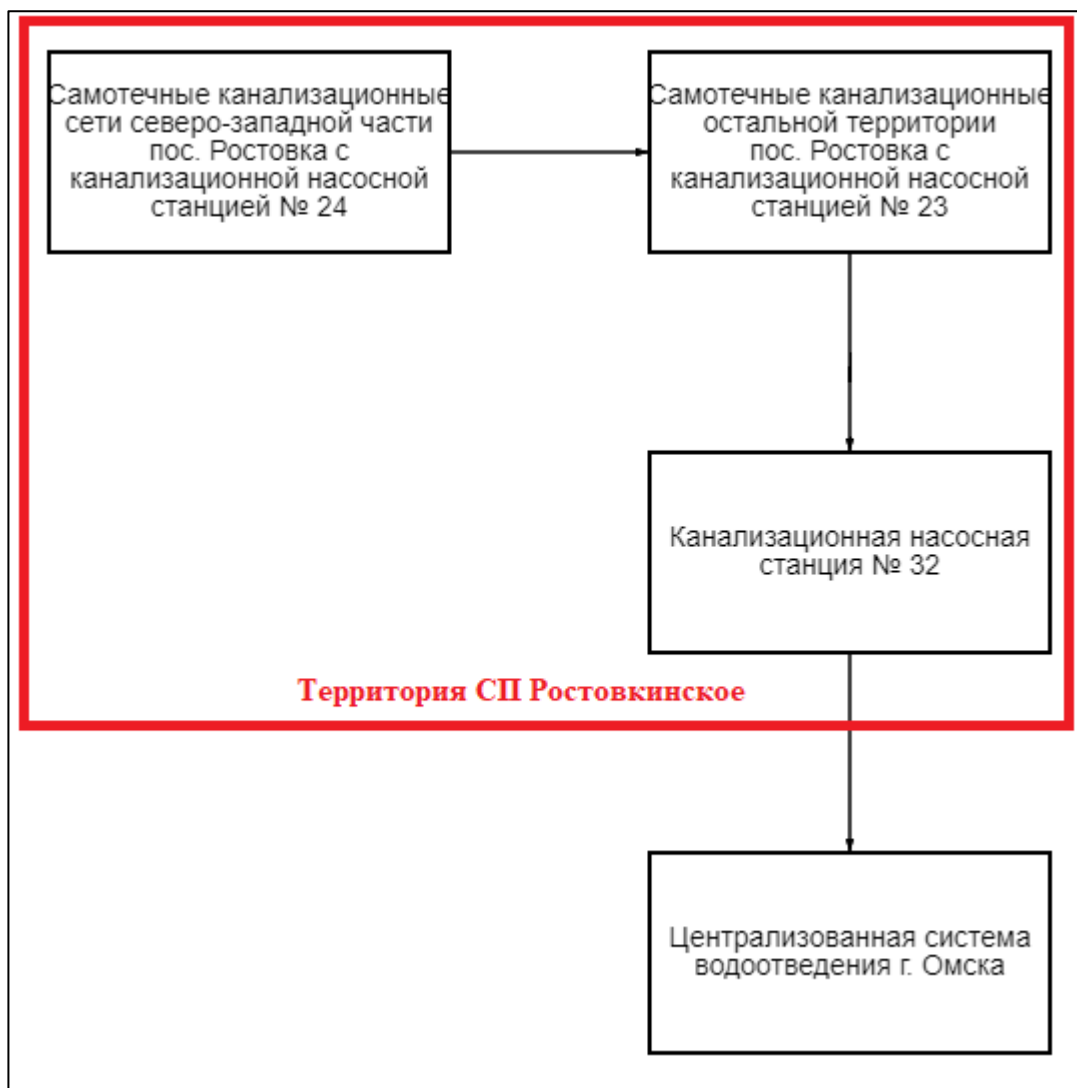 Самотечные канализационные
сети северо-западной части
пос. Ростовка с
канализационной насосной
станцией № 24
Самотечные канализационные
остальной территории
пос. Ростовка с
канализационной насосной
станцией № 23
Канализационная насосная
станция № 32
Территория СП Ростовкинское
Централизованная система
водоотведения г. Омска